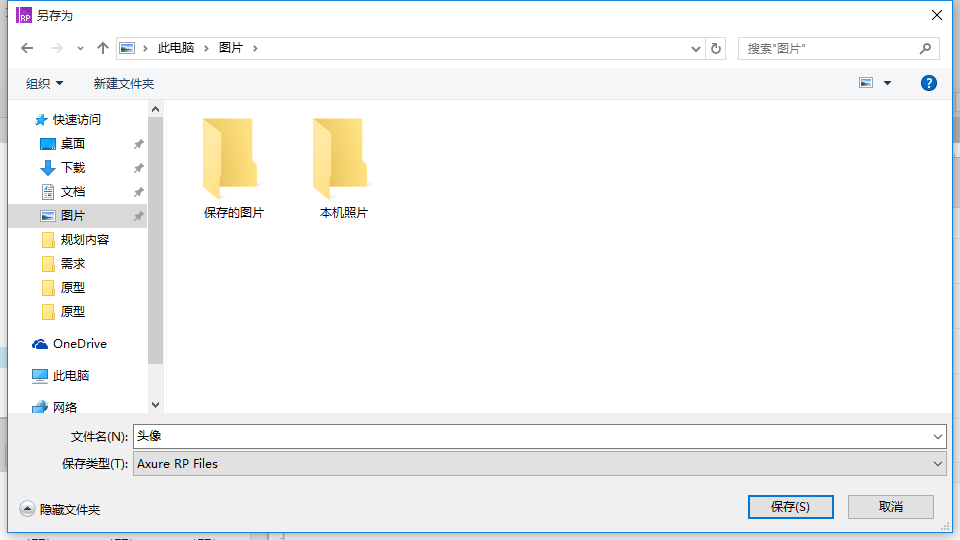 另存为
此电脑 图片
搜索"图片"
组织 新建文件夹
快速访问
桌面
下载
文档
图片
规划内容
需求
原型
原型
OneDrive
此电脑
网络
保存的图片 本机照片
文件名(N): 头像
保存类型(T): Axure RP Files
隐藏文件夹 保存(S) 取消